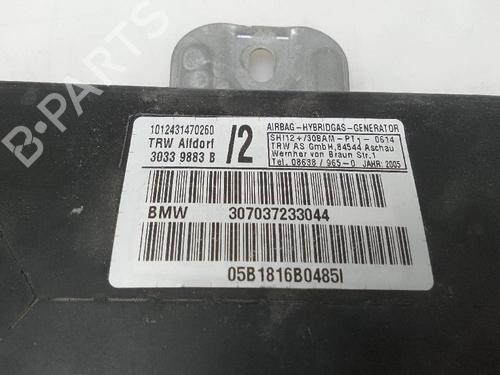 1012431470260
TRW Alfdorf
3033 9883 B
/2
AIRBAG-HYBRIDGAS-GENERATOR
SHI12+/30BAM-PT1-0614
TRW AS GmbH,84544 Aschau
Wernher von Braun Str.1
Tel.08638/965-0 JAHR:2005
BMW 307037233044
05B1816B0485I
B-PARTS